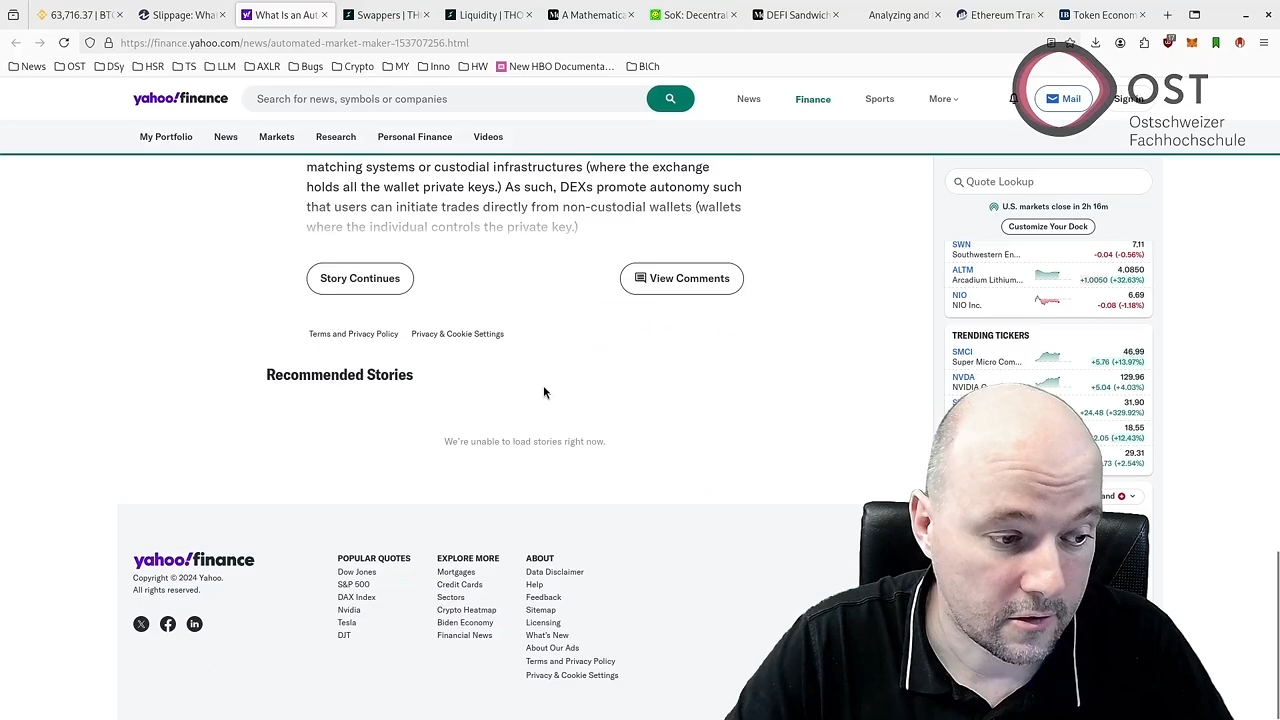 63,716.37 | BTC
Slippage: Wha
What Is an Aut
Swappers | TH
Liquidity | THO
A Mathematica
SoK: Decentral
DEFI Sandwich
Analyzing and
Ethereum Tran
Token Econom
https://finance.yahoo.com/news/automated-market-maker-153707256.html
News
OST
DSy
HSR
TS
LLM
AXLR
Bugs
Crypto
MY
Inno
HW
New HBO Documenta...
BICh
yahoo!finance
Search for news, symbols or companies
News
Finance
Sports
More
Mail
Sign in
OST
Ostschweizer
Fachhochschule
My Portfolio
News
Markets
Research
Personal Finance
Videos
matching systems or custodial infrastructures (where the exchange
holds all the wallet private keys.) As such, DEXs promote autonomy such
that users can initiate trades directly from non-custodial wallets (wallets
where the individual controls the private key.)
Story Continues
View Comments
Terms and Privacy Policy
Privacy & Cookie Settings
Recommended Stories
We're unable to load stories right now.
Quote Lookup
U.S. markets close in 2h 16m
Customize Your Dock
SWN 7.11
Southwestern En... -0.04 (-0.56%)
ALTM 4.0850
Arcadium Lithium... +1.0050 (+32.63%)
NIO 6.69
NIO Inc. -0.08 (-1.18%)
TRENDING TICKERS
SMCI 46.99
Super Micro Com... +5.76 (+13.97%)
NVDA 129.96
NVIDIA +5.04 (+4.03%)
31.90
+24.48 (+329.92%)
18.55
2.05 (+12.43%)
29.31
.73 (+2.54%)
and
yahoo!finance
Copyright © 2024 Yahoo.
All rights reserved.
POPULAR QUOTES
Dow Jones
S&P 500
DAX Index
Nvidia
Tesla
DJT
EXPLORE MORE
Mortgages
Credit Cards
Sectors
Crypto Heatmap
Biden Economy
Financial News
ABOUT
Data Disclaimer
Help
Feedback
Sitemap
Licensing
What's New
About Our Ads
Terms and Privacy Policy
Privacy & Cookie Settings